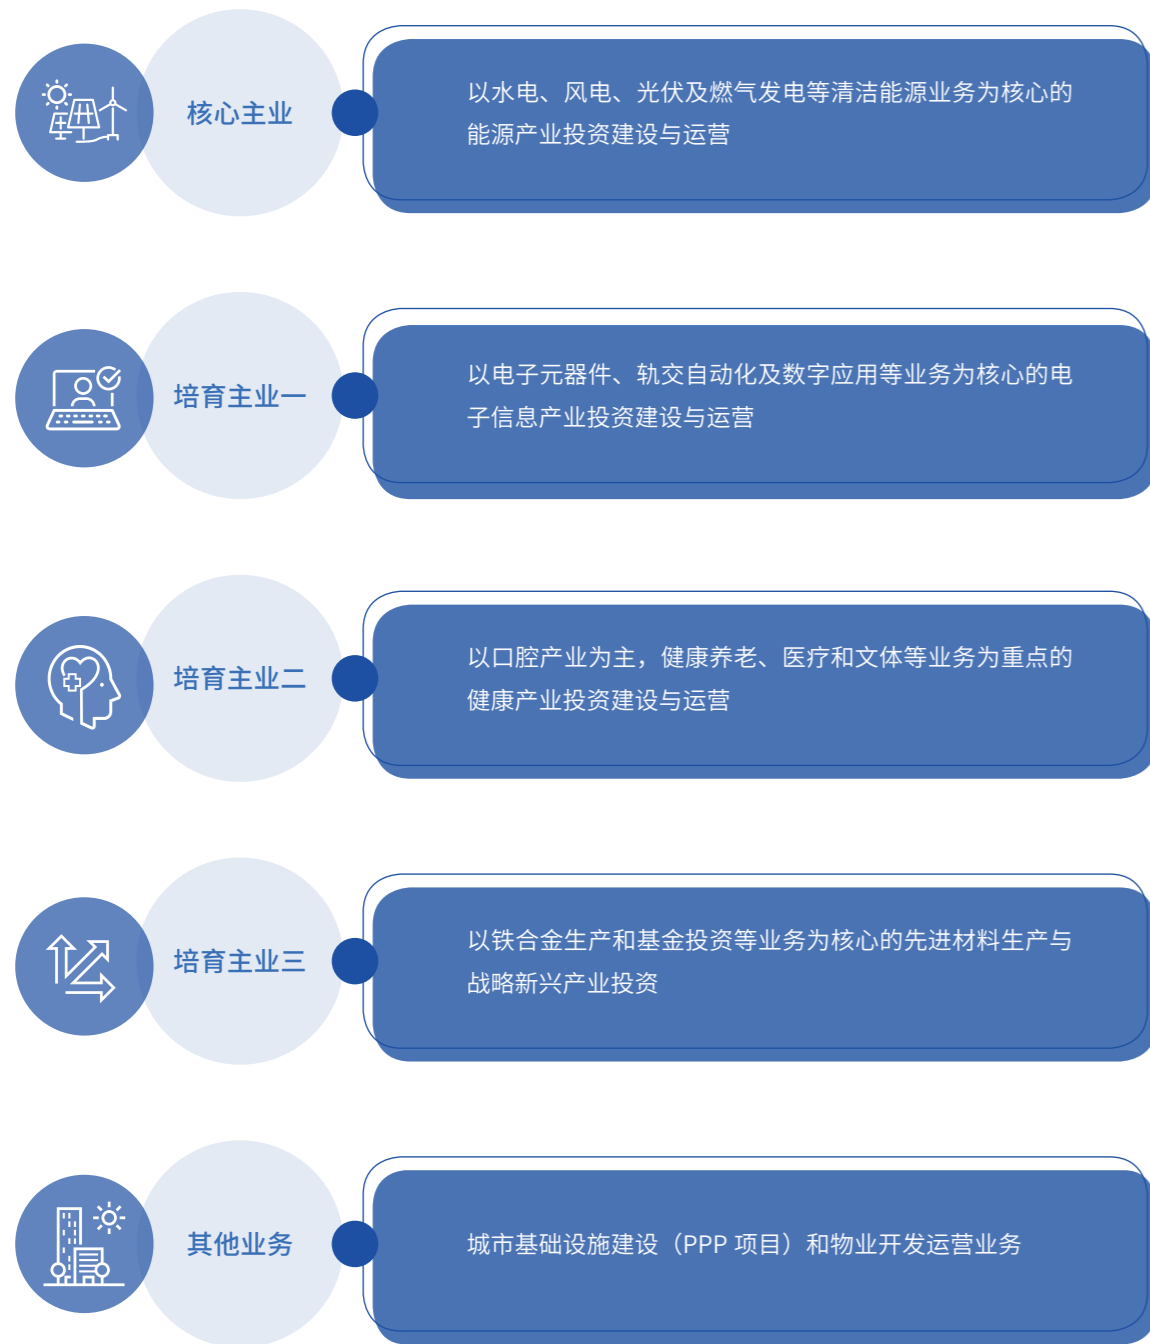 核心主业
以水电、风电、光伏及燃气发电等清洁能源业务为核心的
能源产业投资建设与运营
培育主业一
以电子元器件、轨交自动化及数字应用等业务为核心的电
子信息产业投资建设与运营
培育主业二
以口腔产业为主，健康养老、医疗和文体等业务为重点的
健康产业投资建设与运营
培育主业三
以铁合金生产和基金投资等业务为核心的先进材料生产与
战略新兴产业投资
其他业务
城市基础设施建设（PPP 项目）和物业开发运营业务